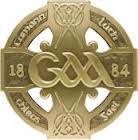 Cumann Lúth
18 GAA 84
chleas Gael